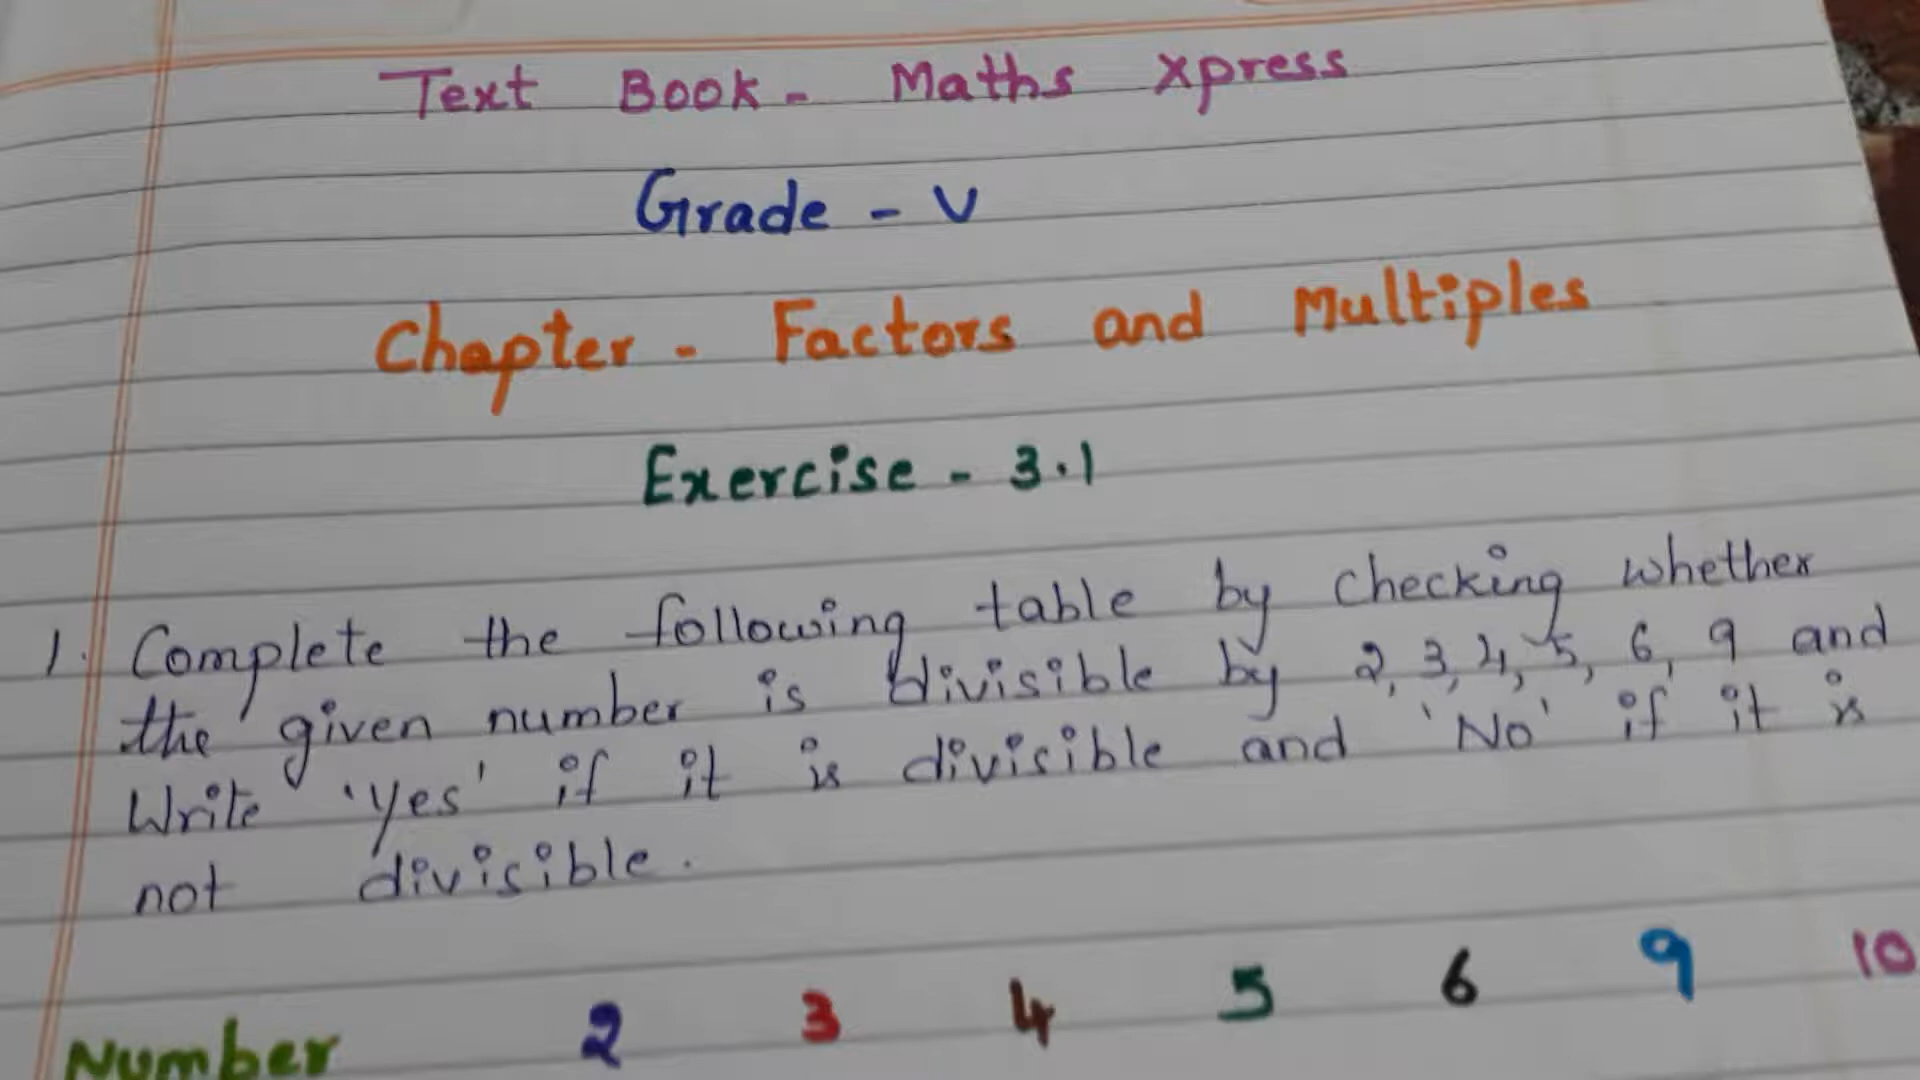 Text Book - Maths Xpress
Grade - V
Chapter - Factors and Multiples
Exercise - 3.1
1. Complete the following table by checking whether
the given number is divisible by 2, 3, 4, 5, 6, 9 and
Write 'yes' if it is divisible and 'No' if it is
not divisible.
Number 2 3 4 5 6 9 10